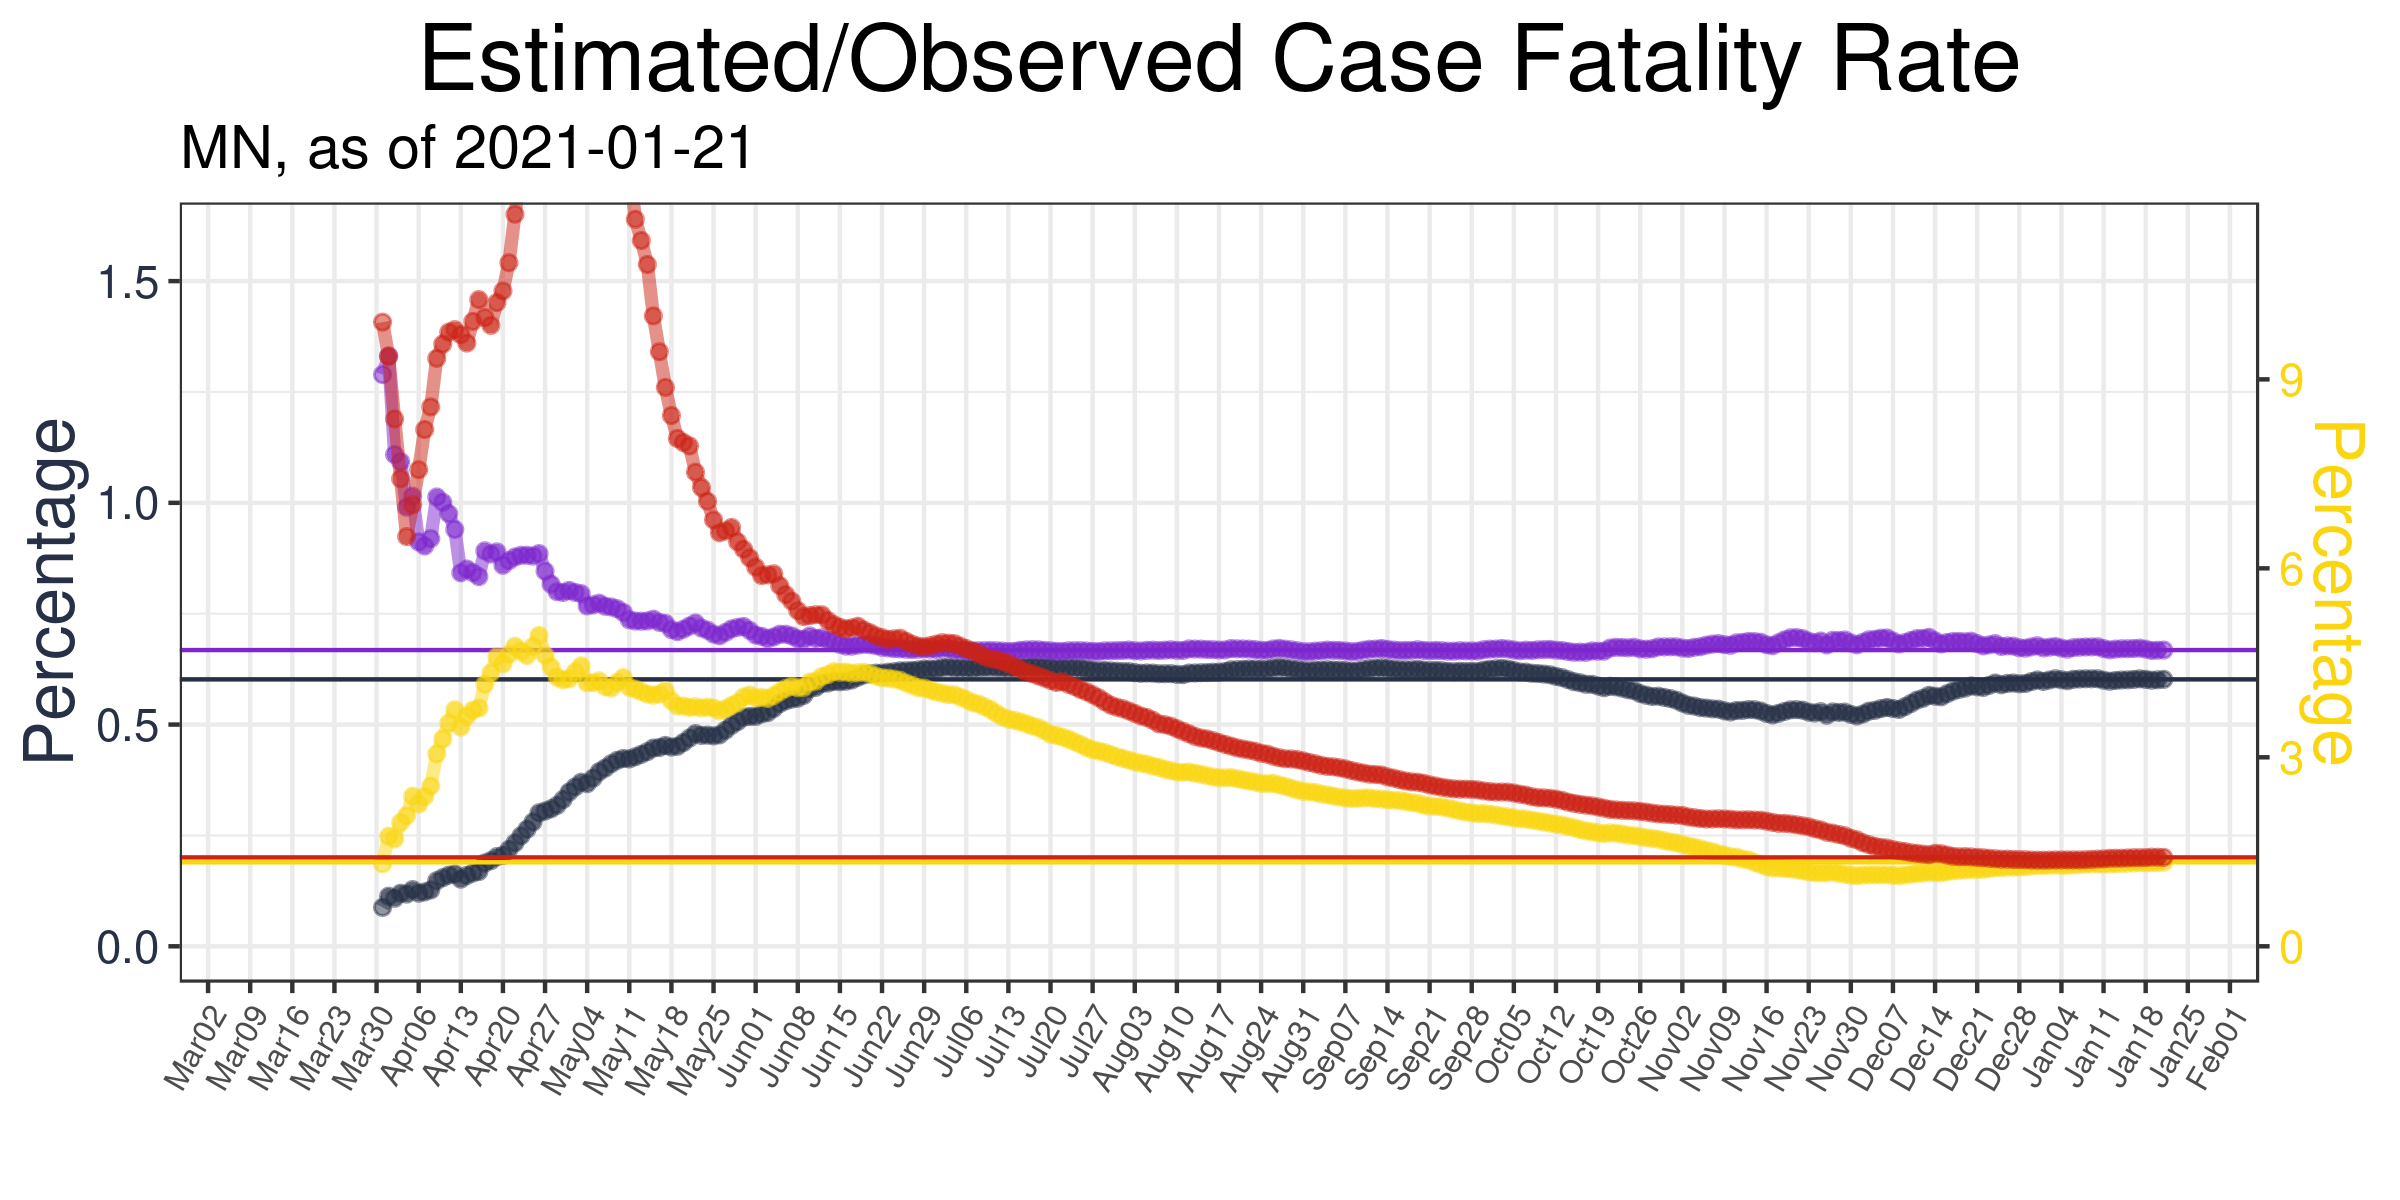 Estimated/Observed Case Fatality Rate
MN, as of 2021-01-21
Percentage
1.5
1.0
0.5
0.0
9
6
3
0
Percentage
Mar02
Mar09
Mar16
Mar23
Mar30
Apr06
Apr13
Apr20
Apr27
May04
May11
May18
May25
Jun01
Jun08
Jun15
Jun22
Jun29
Jul06
Jul13
Jul20
Jul27
Aug03
Aug10
Aug17
Aug24
Aug31
Sep07
Sep14
Sep21
Sep28
Oct05
Oct12
Oct19
Oct26
Nov02
Nov09
Nov16
Nov23
Nov30
Dec07
Dec14
Dec21
Dec28
Jan04
Jan11
Jan18
Jan25
Feb01